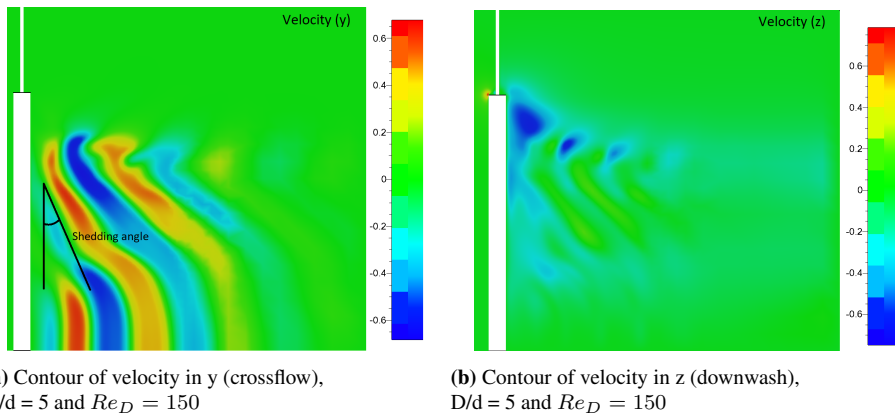 Velocity (y)
0.6
0.4
0.2
0
-0.2
-0.4
-0.6
Shedding angle
Velocity (z)
0.6
0.4
0.2
0
-0.2
-0.4
-0.6
) Contour of velocity in y (crossflow),
/d = 5 and Re_D = 150
(b) Contour of velocity in z (downwash),
D/d = 5 and Re_D = 150